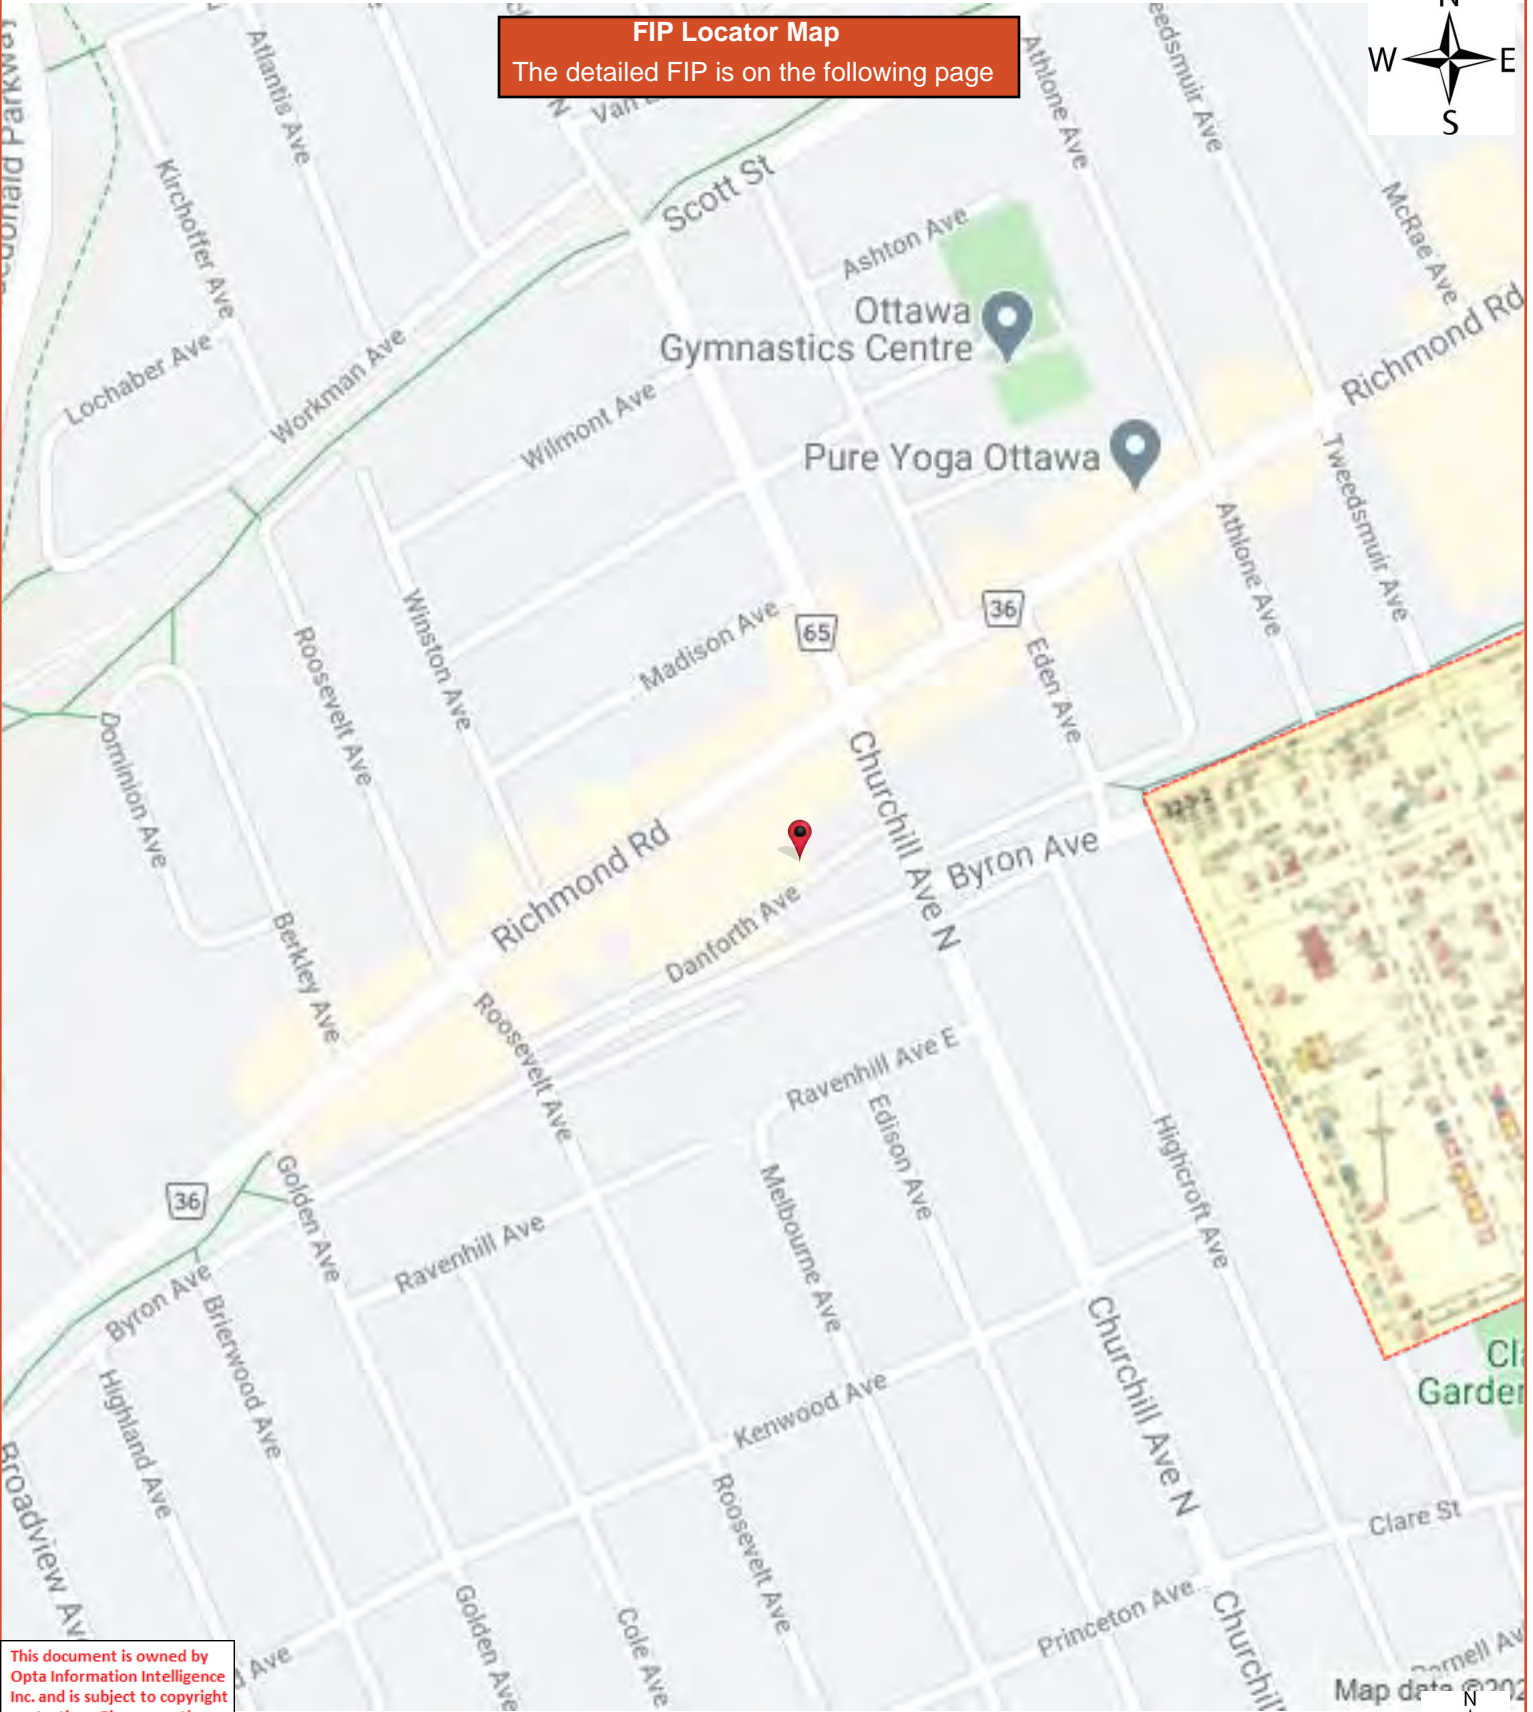 FIP Locator Map
The detailed FIP is on the following page
N
W
E
S
Atlantis Ave
N
Athlone Ave
Kirchoffer Ave
Scott St
McRae Ave
Ashton Ave
Ottawa
Gymnastics Centre
Richmond Rd
Lochaber Ave
Workman Ave
Wilmont Ave
Pure Yoga Ottawa
Tweedsmuir Ave
Athlone Ave
Winston Ave
Madison Ave
36
65
Roosevelt Ave
Eden Ave
Dominion Ave
Churchill Ave N
Richmond Rd
Byron Ave
Danforth Ave
Berkley Ave
Roosevelt Ave
Ravenhill Ave E
Edison Ave
Highcroft Ave
36
Golden Ave
Melbourne Ave
Ravenhill Ave
Byron Ave
Brierwood Ave
Churchill Ave N
Highland Ave
Kenwood Ave
Roosevelt Ave
Clare St
Golden Ave
Cole Ave
Princeton Ave
Churchill
Ave
This document is owned by
Opta Information Intelligence
Inc. and is subject to copyright
Map data
N